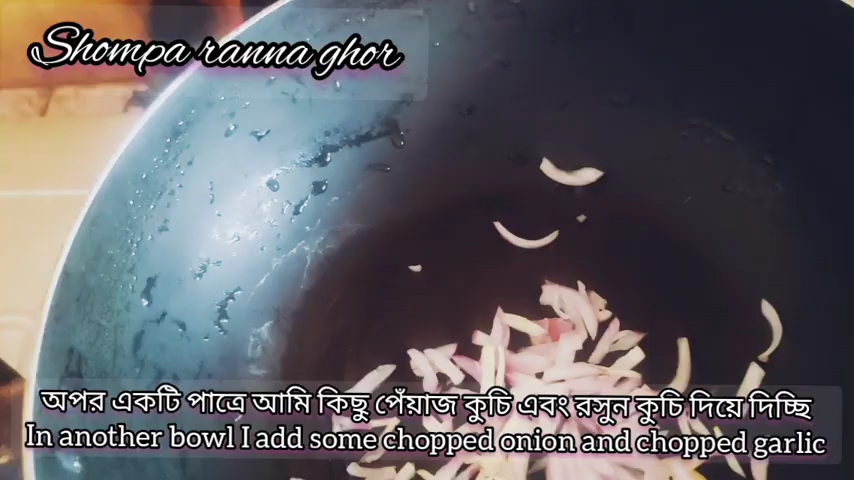 Shompa ranna ghor
অপর একটি পাত্রে আমি কিছু পেঁয়াজ কুচি এবং রসুন কুচি দিয়ে দিচ্ছি
In another bowl I add some chopped onion and chopped garlic